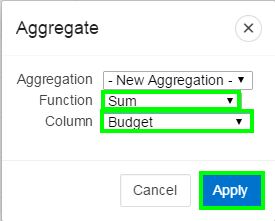 Aggregate
Aggregation - New Aggregation -
Function Sum
Column Budget
Cancel Apply